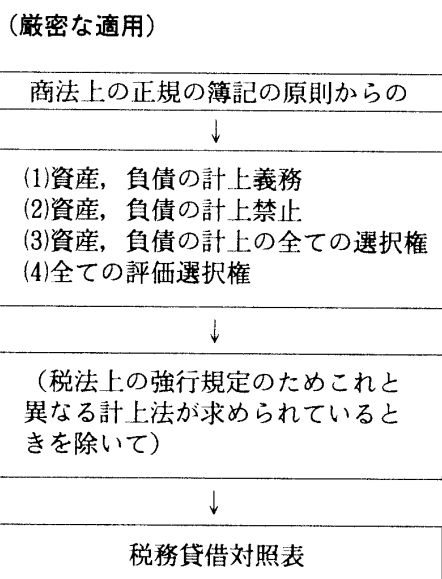 (厳密な適用)
商法上の正規の簿記の原則からの
↓
(1)資産，負債の計上義務
(2)資産，負債の計上禁止
(3)資産，負債の計上の全ての選択権
(4)全ての評価選択権
↓
（税法上の強行規定のためこれと
異なる計上法が求められていると
きを除いて）
↓
税務貸借対照表